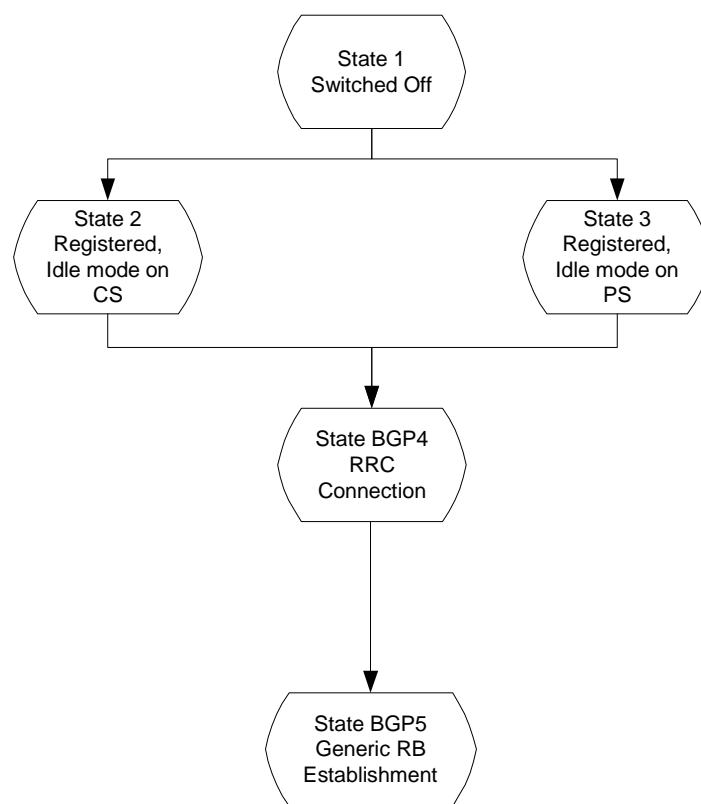 State 1
Switched Off
State 2
Registered,
Idle mode on
CS
State 3
Registered,
Idle mode on
PS
State BGP4
RRC
Connection
State BGP5
Generic RB
Establishment